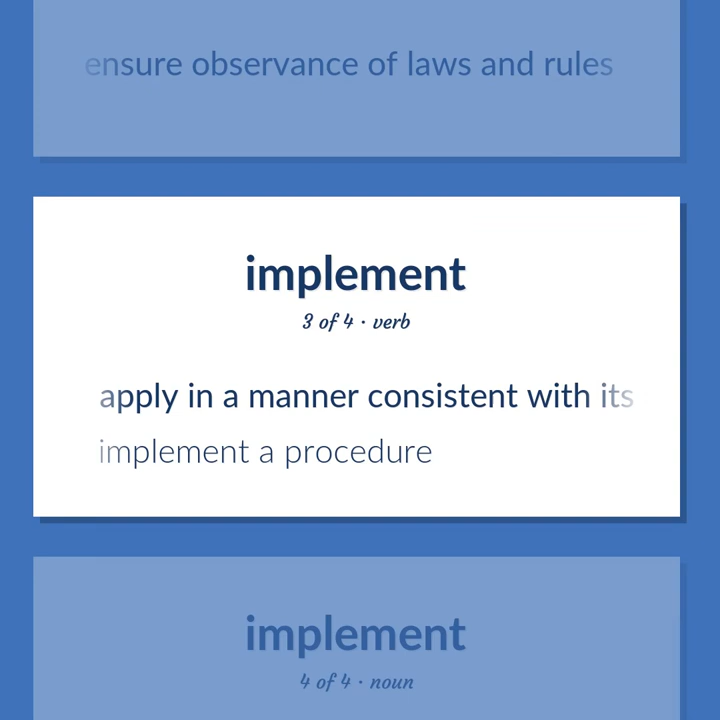 ensure observance of laws and rules
implement
3 of 4 · verb
apply in a manner consistent with its
implement a procedure
implement
4 of 4 · noun